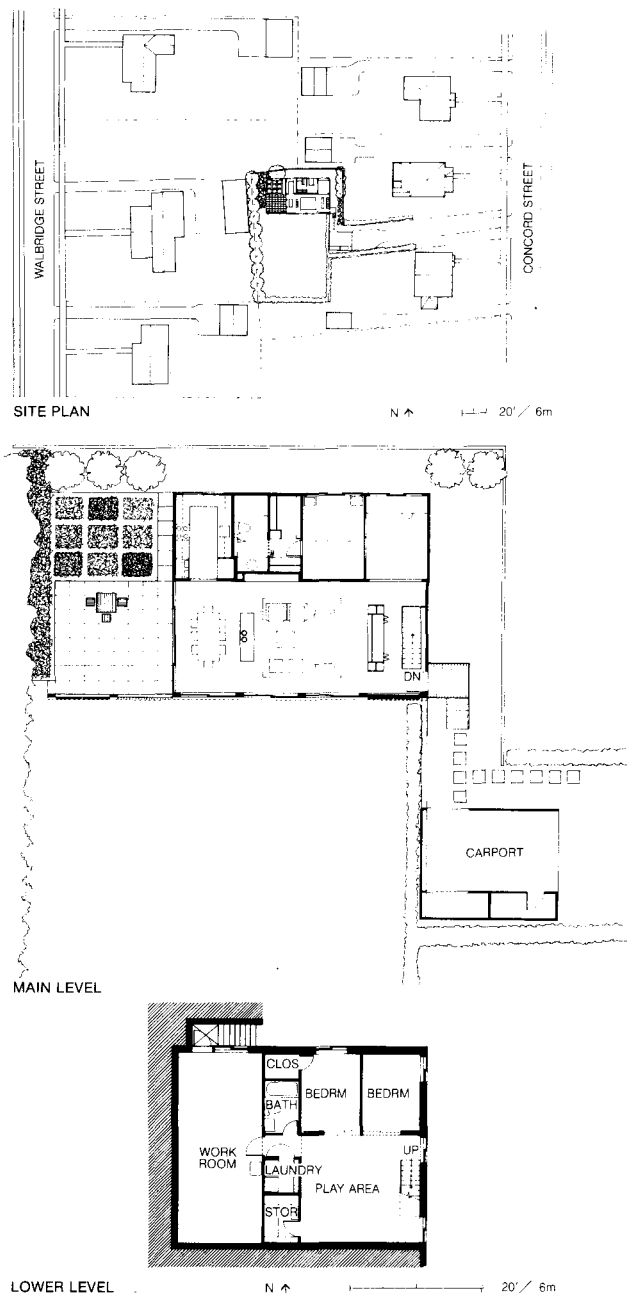 WALBRIDGE STREET
CONCORD STREET
SITE PLAN
N ↑ 20' / 6m
DN
CARPORT
MAIN LEVEL
CLOS
BATH
BEDRM
BEDRM
WORK
ROOM
UP
LAUNDRY
PLAY AREA
STOR
LOWER LEVEL
N ↑ 20' / 6m